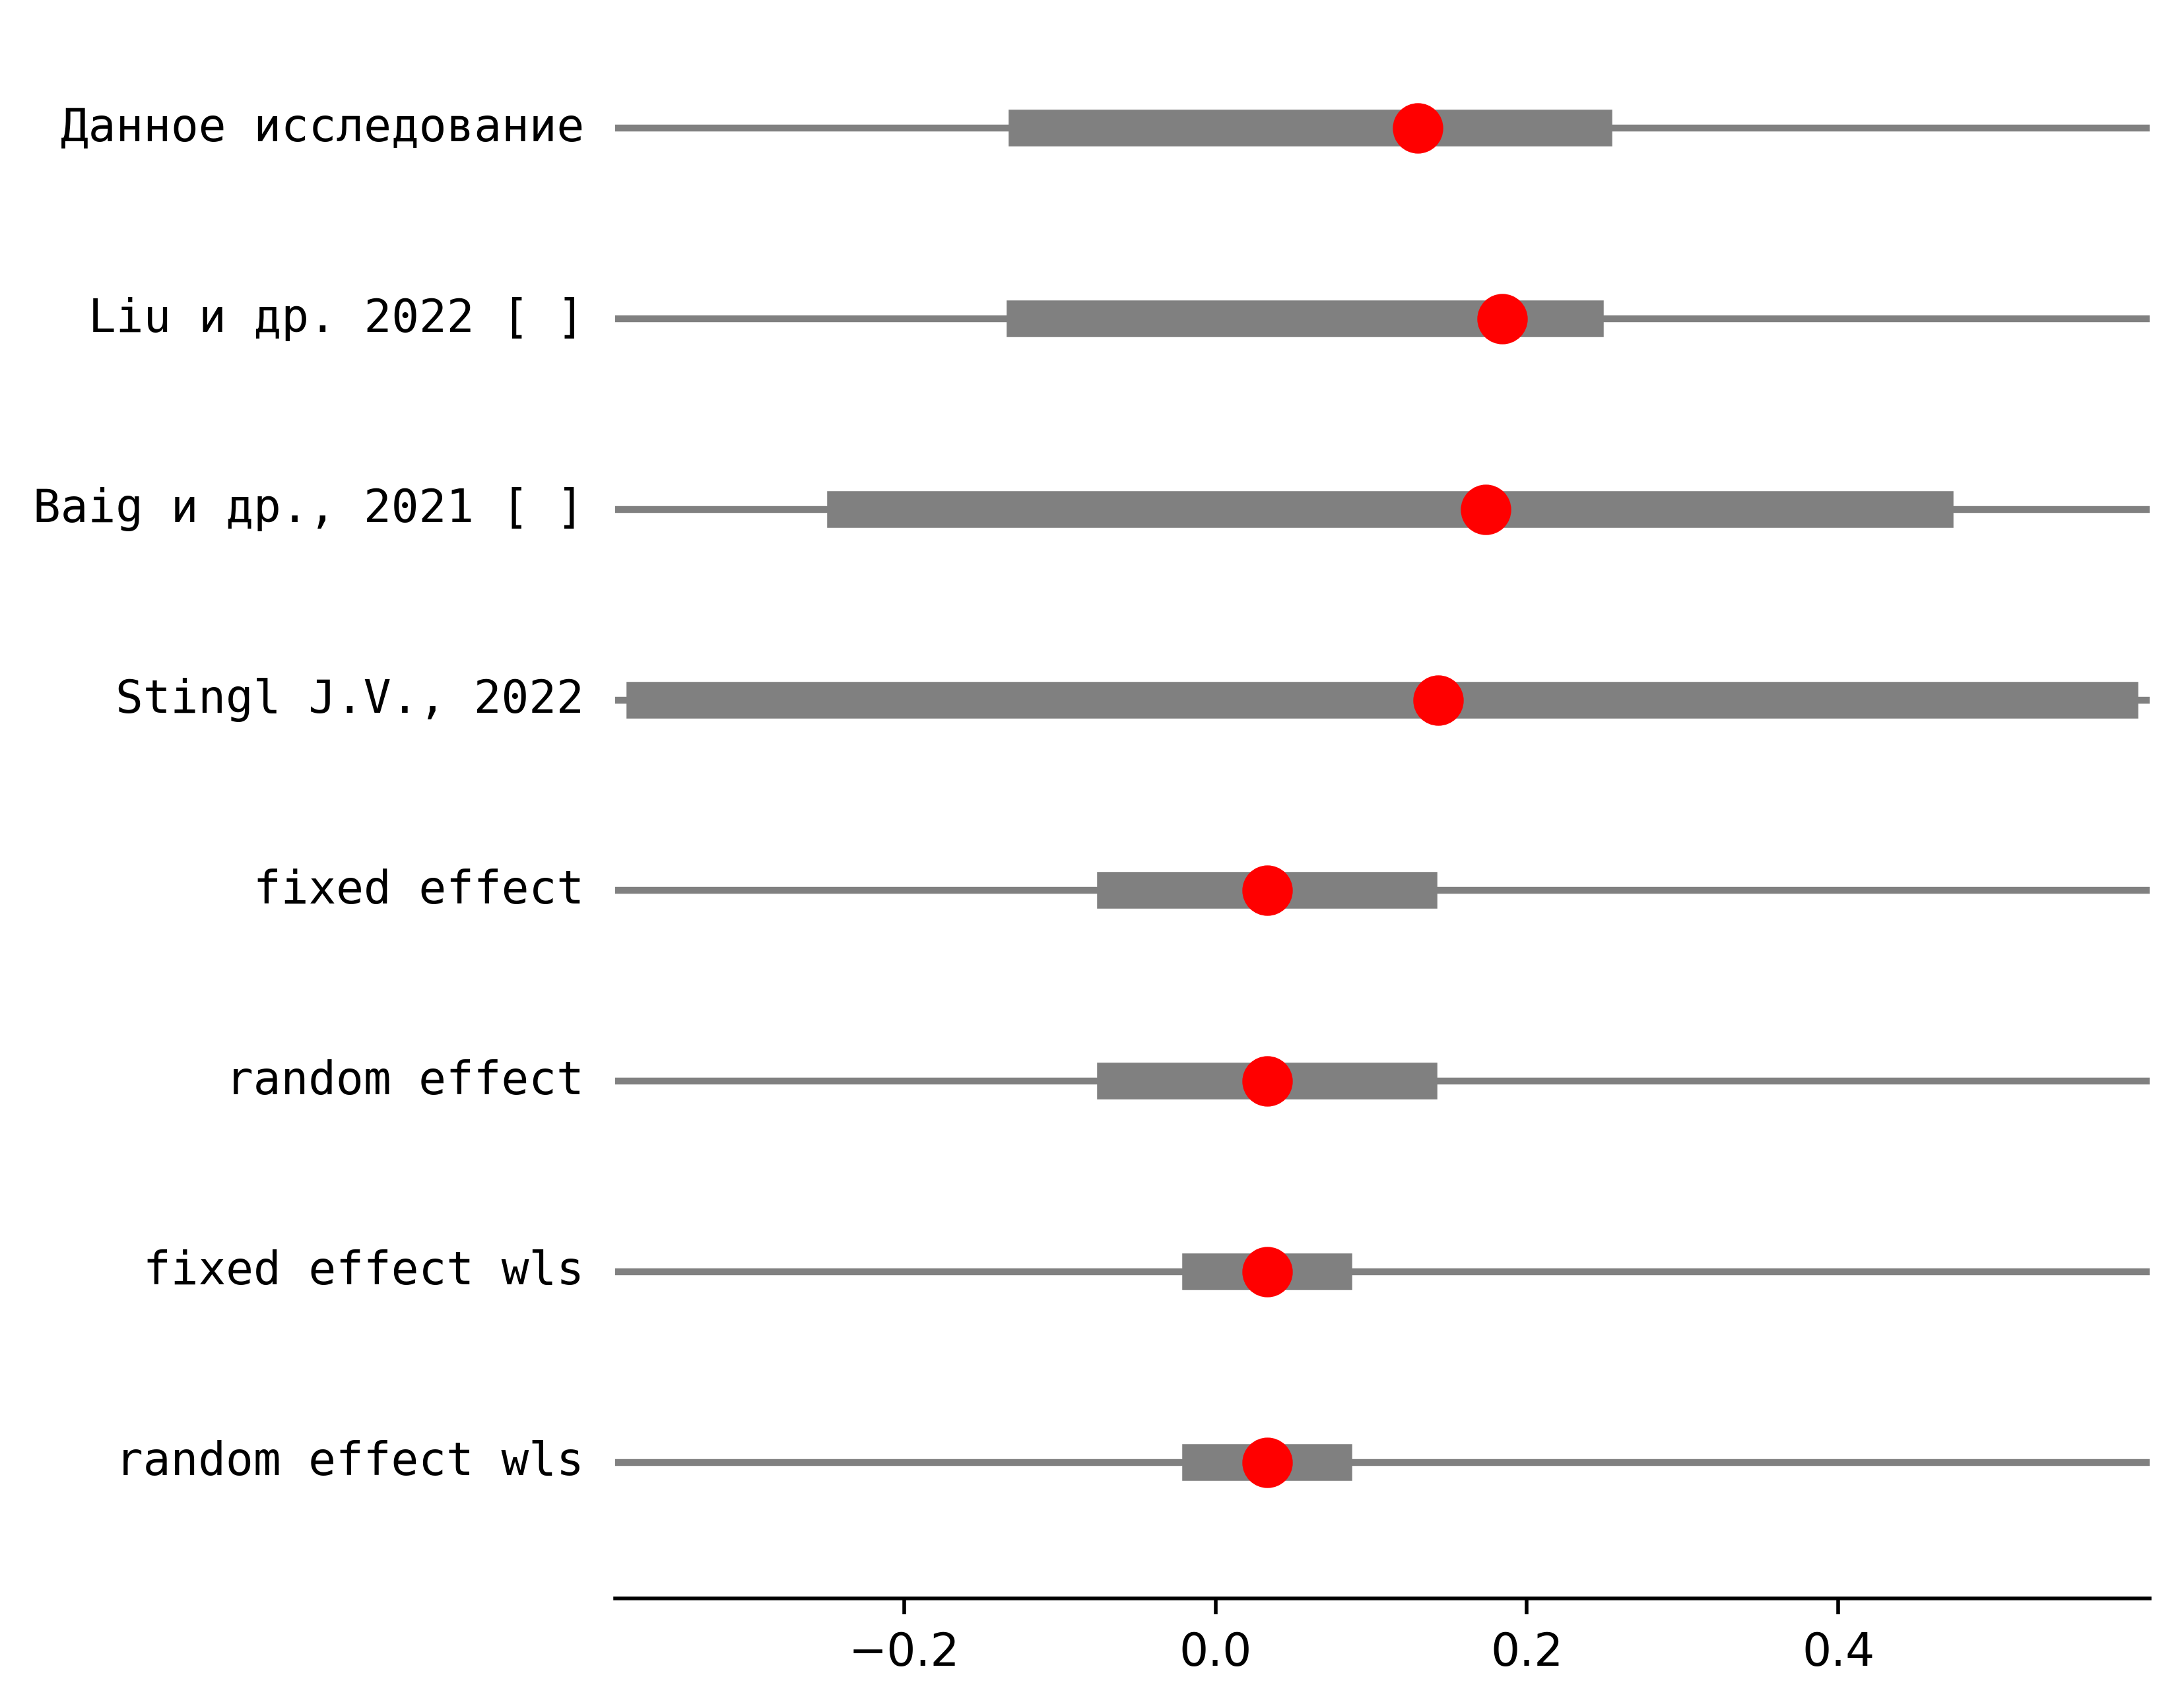 Данное исследование
Liu и др. 2022 [ ]
Baig и др., 2021 [ ]
Stingl J.V., 2022
fixed effect
random effect
fixed effect wls
random effect wls
−0.2 0.0 0.2 0.4